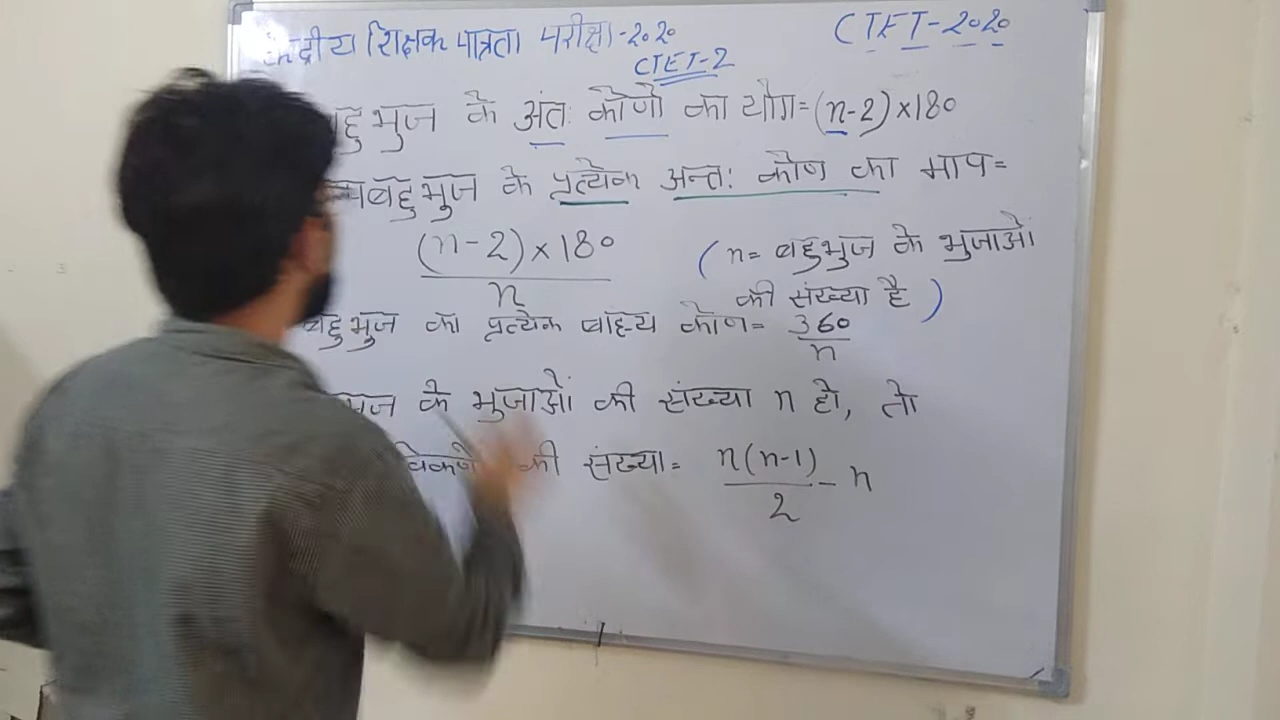 केन्द्रीय शिक्षक पात्रता परीक्षा-2020
CTET-2020
CTET-2
बहुभुज के अंतः कोणो का योग=(n-2)×180
बहुभुज के प्रत्येक अन्तः कोण का माप=
(n-2)×180
n
(n= बहुभुज के भुजाओं
की संख्या है)
बहुभुज का प्रत्येक बाह्य कोण= 360
n
के भुजाओं की संख्या n हो, तो
की संख्या= n(n-1)
2
- n